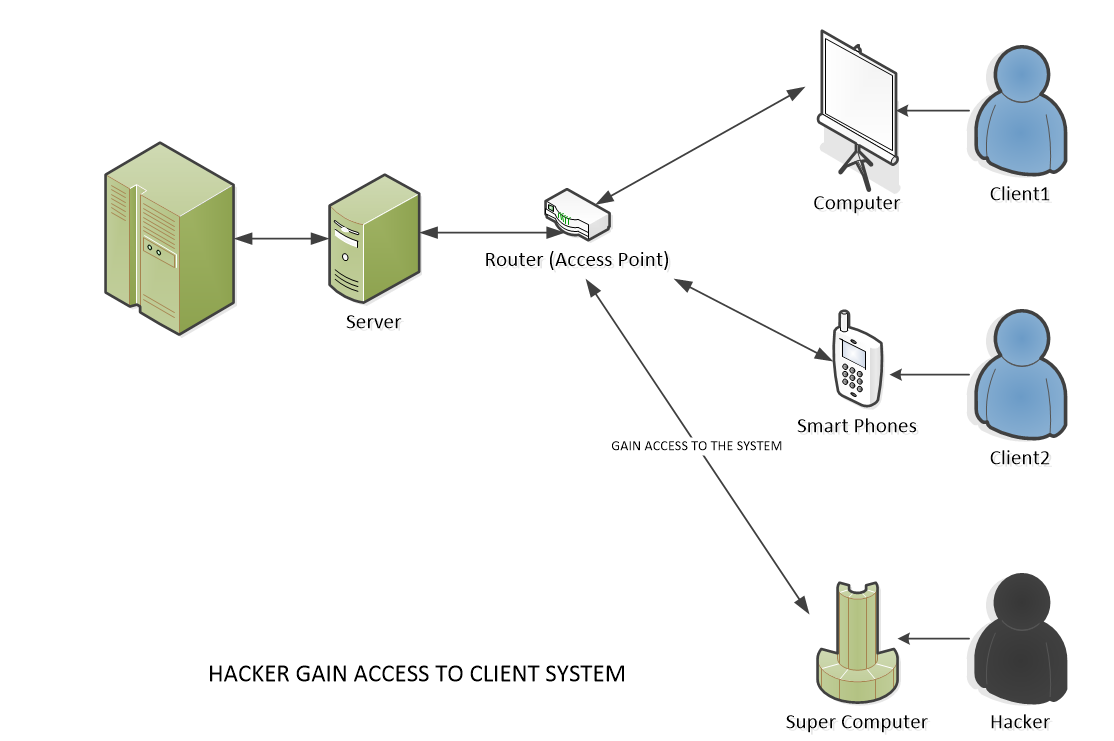 Computer
Client1
Router (Access Point)
Server
Smart Phones
Client2
GAIN ACCESS TO THE SYSTEM
HACKER GAIN ACCESS TO CLIENT SYSTEM
Super Computer
Hacker